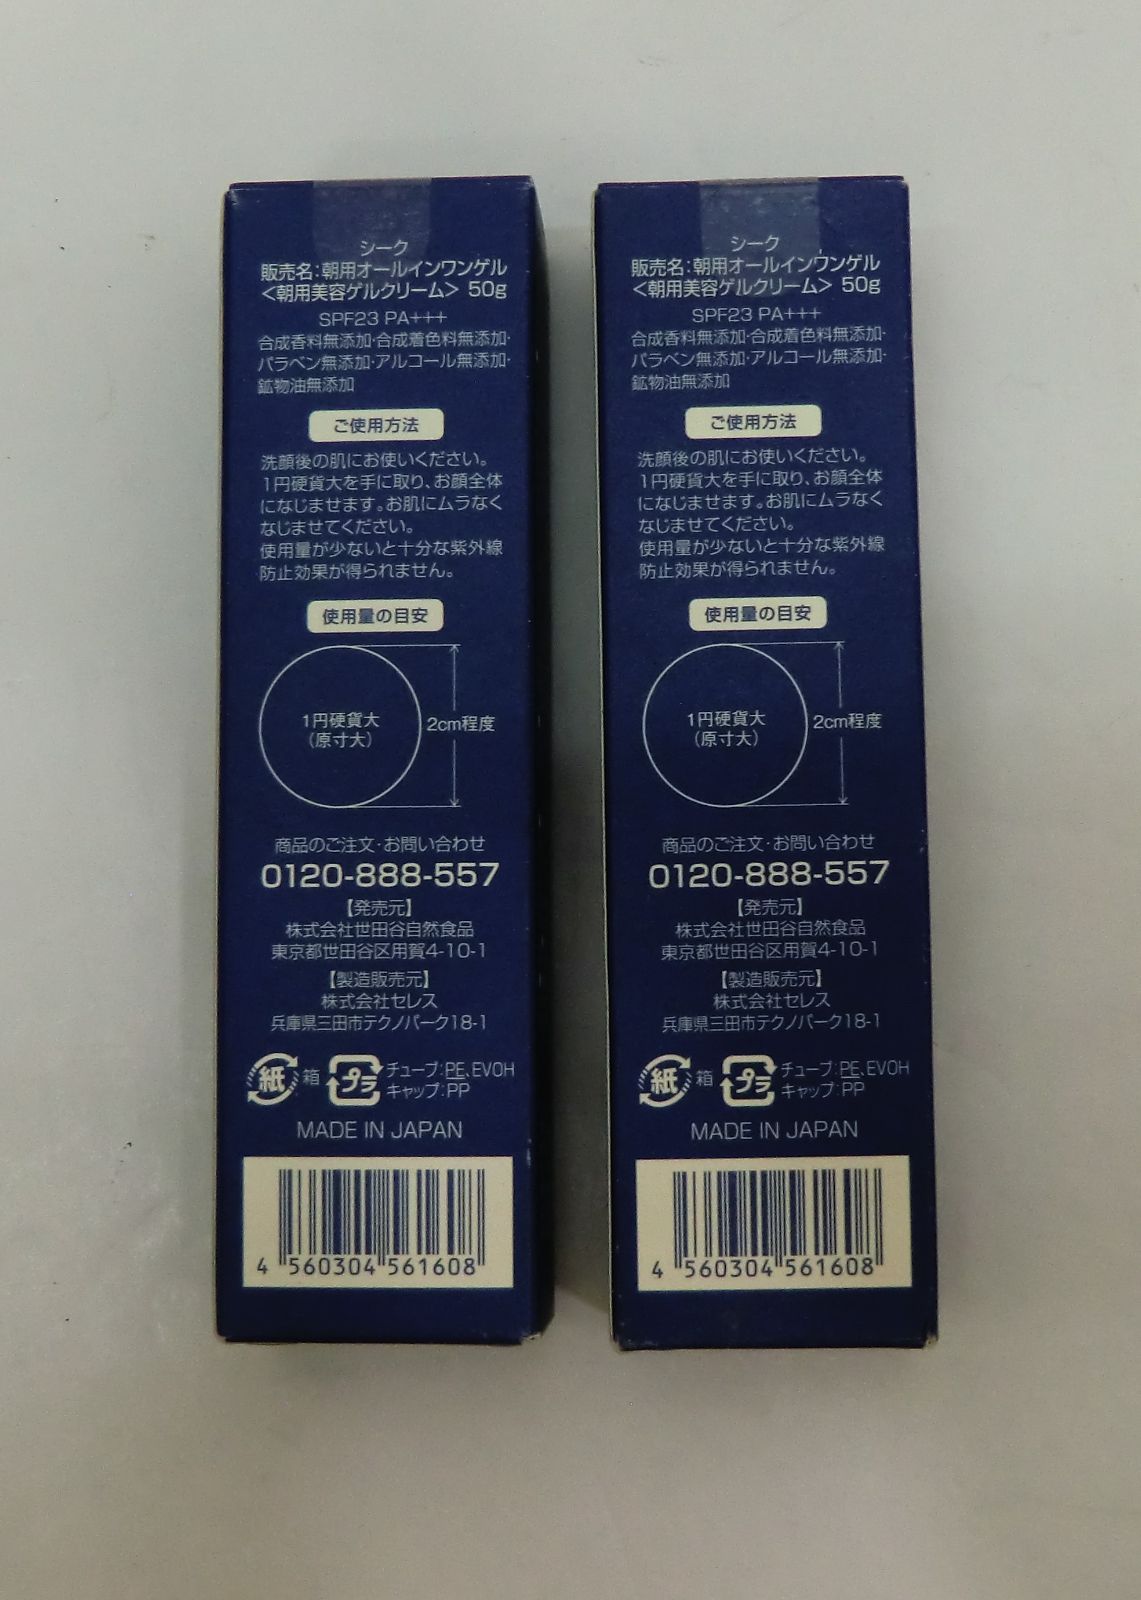 シーク
販売名:朝用オールインワンゲル
<朝用美容ゲルクリーム> 50g
SPF23 PA+++
合成香料無添加・合成着色料無添加・
パラベン無添加・アルコール無添加・
鉱物油無添加
ご使用方法
洗顔後の肌にお使いください。
1円硬貨大を手に取り、お顔全体
になじませます。お肌にムラなく
なじませてください。
使用量が少ないと十分な紫外線
防止効果が得られません。
使用量の目安
1円硬貨大
(原寸大)
2cm程度
商品のご注文・お問い合わせ
0120-888-557
【発売元】
株式会社世田谷自然食品
東京都世田谷区用賀4-10-1
【製造販売元】
株式会社セレス
兵庫県三田市テクノパーク18-1
紙 箱 プラ チューブ:PE、EVOH
キャップ:PP
MADE IN JAPAN
4 560304 561608
シーク
販売名:朝用オールインワンゲル
<朝用美容ゲルクリーム> 50g
SPF23 PA+++
合成香料無添加・合成着色料無添加・
パラベン無添加・アルコール無添加・
鉱物油無添加
ご使用方法
洗顔後の肌にお使いください。
1円硬貨大を手に取り、お顔全体
になじませます。お肌にムラなく
なじませてください。
使用量が少ないと十分な紫外線
防止効果が得られません。
使用量の目安
1円硬貨大
(原寸大)
2cm程度
商品のご注文・お問い合わせ
0120-888-557
【発売元】
株式会社世田谷自然食品
東京都世田谷区用賀4-10-1
【製造販売元】
株式会社セレス
兵庫県三田市テクノパーク18-1
紙 箱 プラ チューブ:PE、EVOH
キャップ:PP
MADE IN JAPAN
4 560304 561608